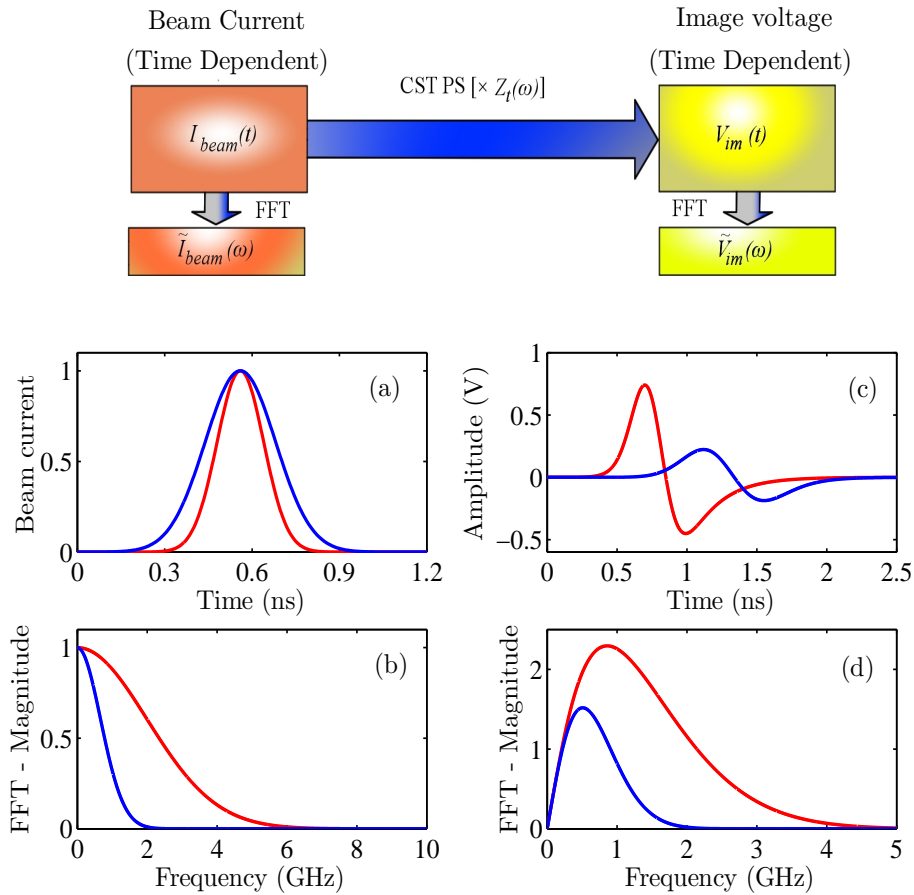 Beam Current
(Time Dependent)
Image voltage
(Time Dependent)
CST PS [× Z_t(ω)]
I_beam(t)
V_im(t)
FFT
FFT
Ĩ_beam(ω)
Ṽ_im(ω)
(a)
Beam current
1
0.5
0
0
0.3
0.6
0.9
1.2
Time (ns)
(c)
Amplitude (V)
1
0.5
0
−0.5
0
0.5
1
1.5
2
2.5
Time (ns)
(b)
FFT - Magnitude
1
0.5
0
0
2
4
6
8
10
Frequency (GHz)
(d)
FFT - Magnitude
2
1
0
0
1
2
3
4
5
Frequency (GHz)